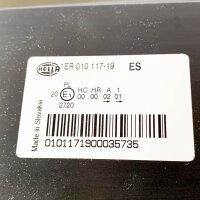 HELLA 1ER 010 117-19 ES
PL HC HR A 1
20 E1 00 00 02 01
2720
Made in Slovakia
0101171900035735